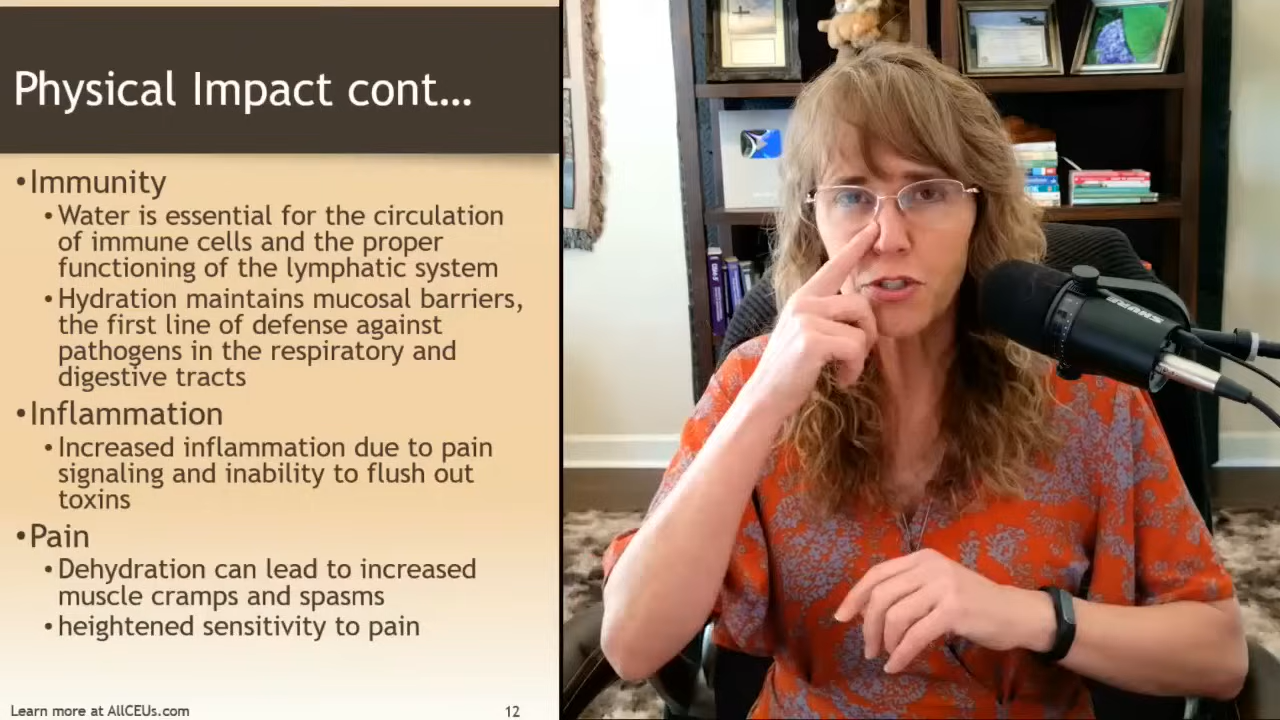 Physical Impact cont...
•Immunity
•Water is essential for the circulation
of immune cells and the proper
functioning of the lymphatic system
•Hydration maintains mucosal barriers,
the first line of defense against
pathogens in the respiratory and
digestive tracts
•Inflammation
•Increased inflammation due to pain
signaling and inability to flush out
toxins
•Pain
•Dehydration can lead to increased
muscle cramps and spasms
•heightened sensitivity to pain
Learn more at AllCEUs.com
12
SHURE